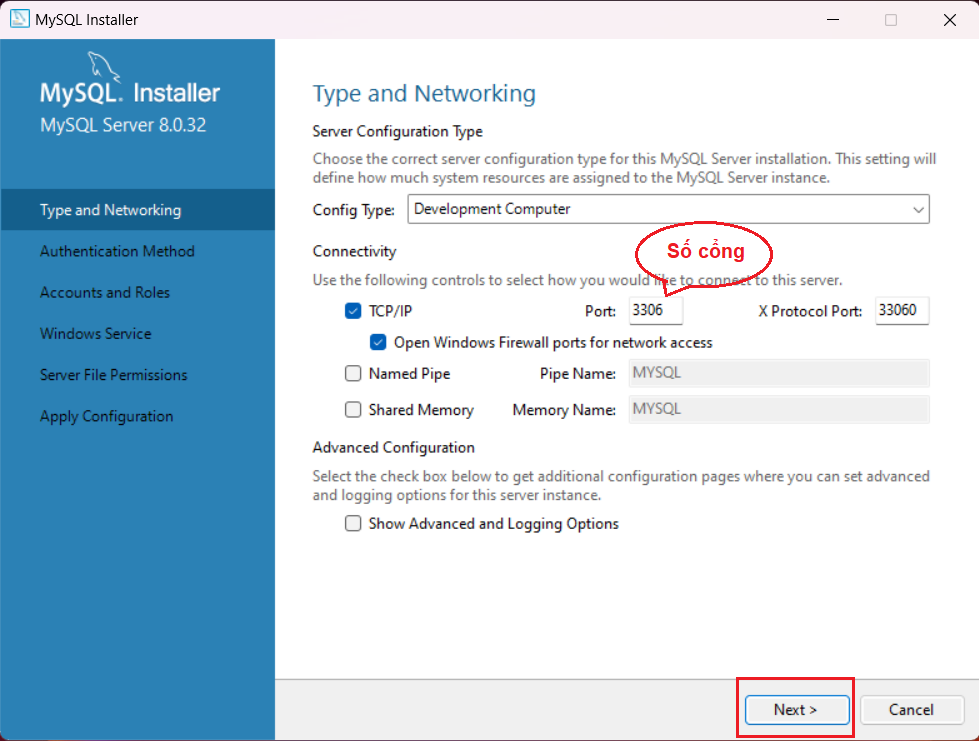 MySQL Installer
MySQL. Installer
MySQL Server 8.0.32
Type and Networking
Authentication Method
Accounts and Roles
Windows Service
Server File Permissions
Apply Configuration
Type and Networking
Server Configuration Type
Choose the correct server configuration type for this MySQL Server installation. This setting will
define how much system resources are assigned to the MySQL Server instance.
Config Type: Development Computer
Số cổng
Connectivity
Use the following controls to select how you would like to connect to this server.
TCP/IP Port: 3306 X Protocol Port: 33060
Open Windows Firewall ports for network access
Named Pipe Pipe Name: MYSQL
Shared Memory Memory Name: MYSQL
Advanced Configuration
Select the check box below to get additional configuration pages where you can set advanced
and logging options for this server instance.
Show Advanced and Logging Options
Next > Cancel